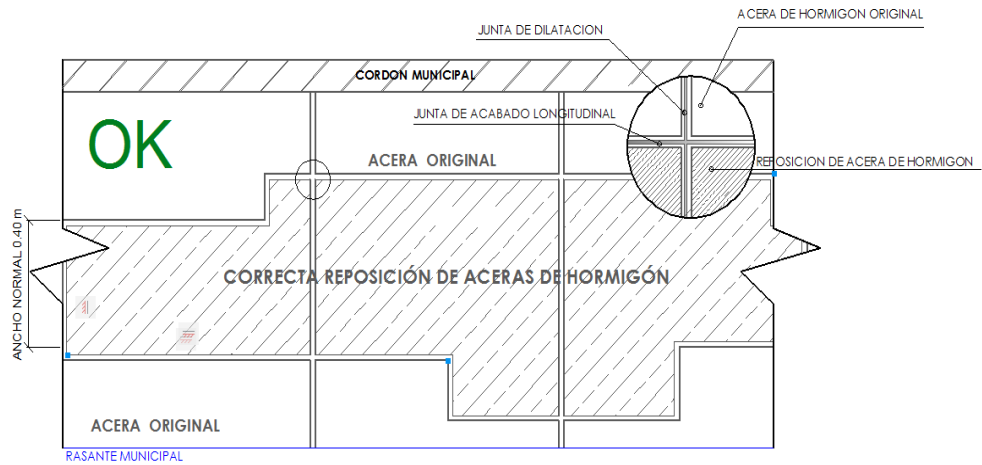 ACERA DE HORMIGON ORIGINAL
JUNTA DE DILATACION
CORDON MUNICIPAL
JUNTA DE ACABADO LONGITUDINAL
OK
ACERA ORIGINAL
REPOSICION DE ACERA DE HORMIGON
ANCHO NORMAL 0.40 m
CORRECTA REPOSICIÓN DE ACERAS DE HORMIGÓN
ACERA ORIGINAL
RASANTE MUNICIPAL